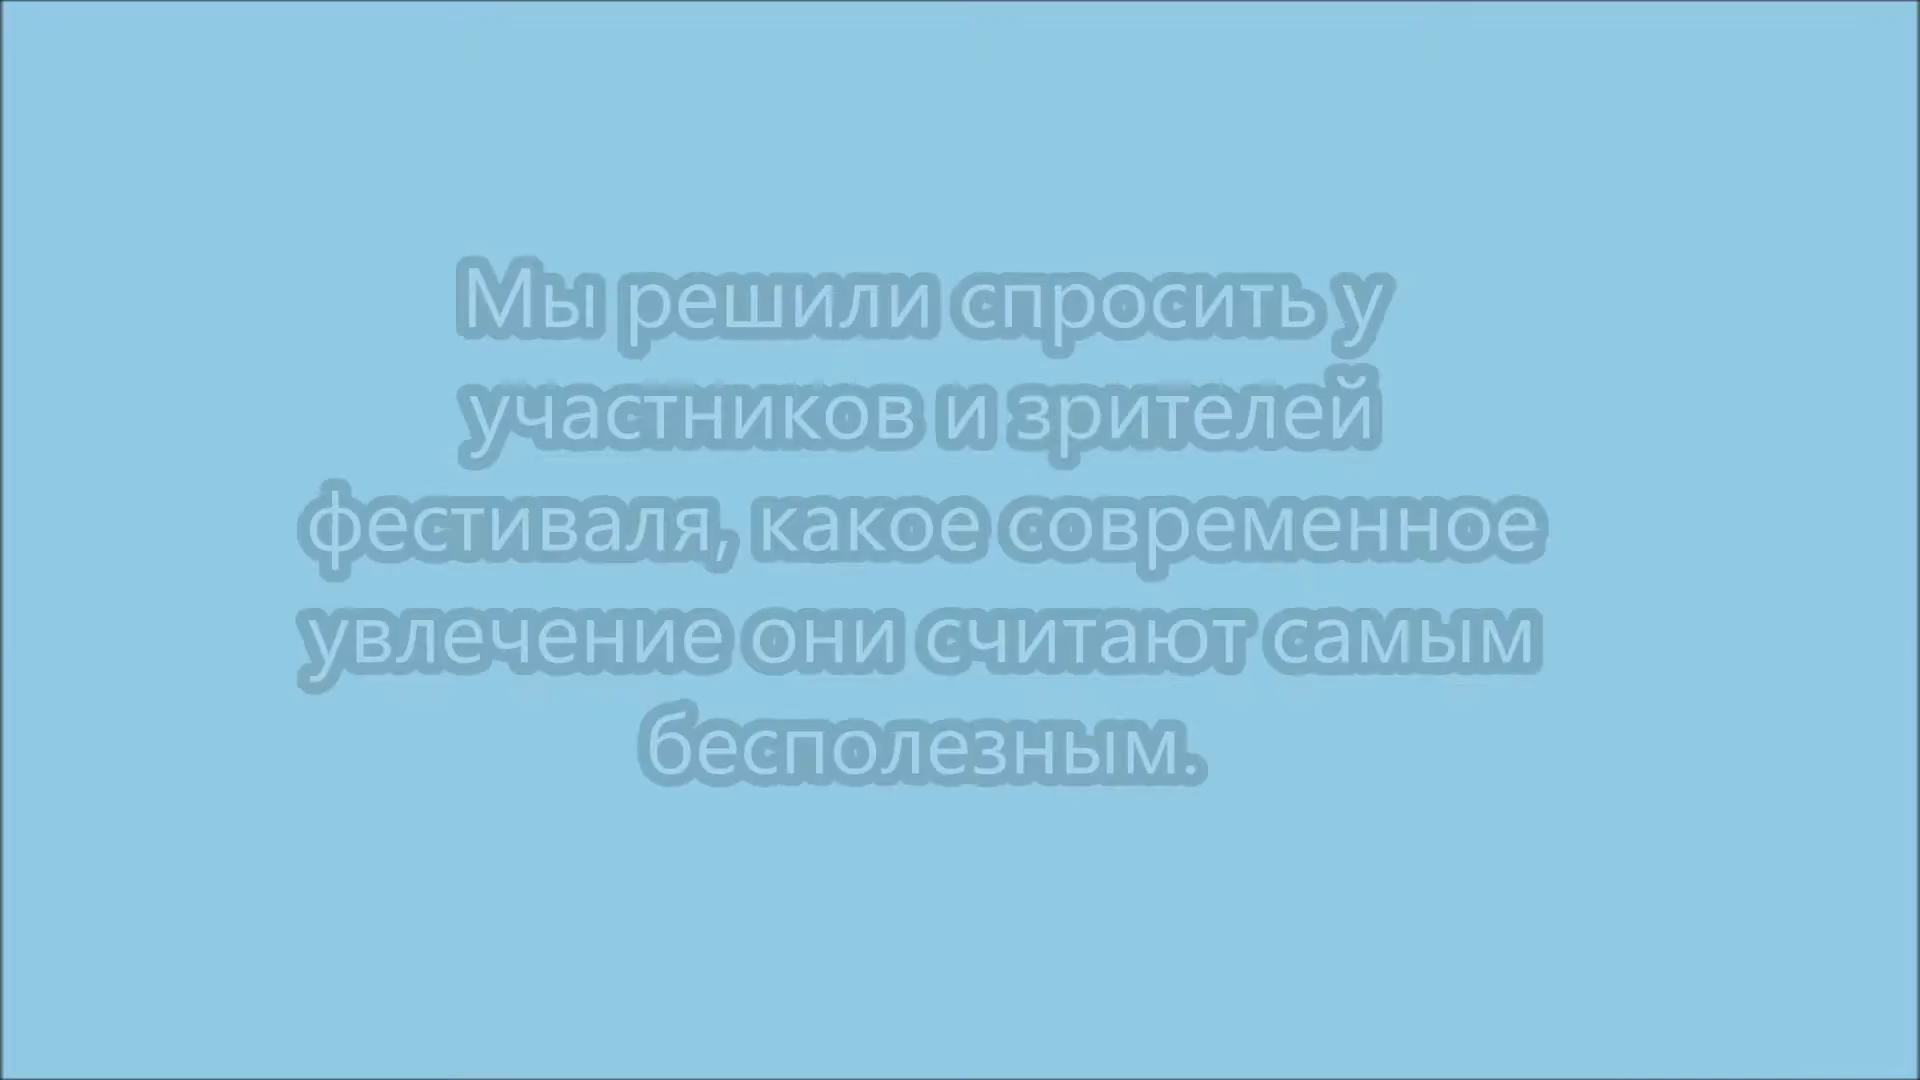 Мы решили спросить у
участников и зрителей
фестиваля, какое современное
увлечение они считают самым
бесполезным.